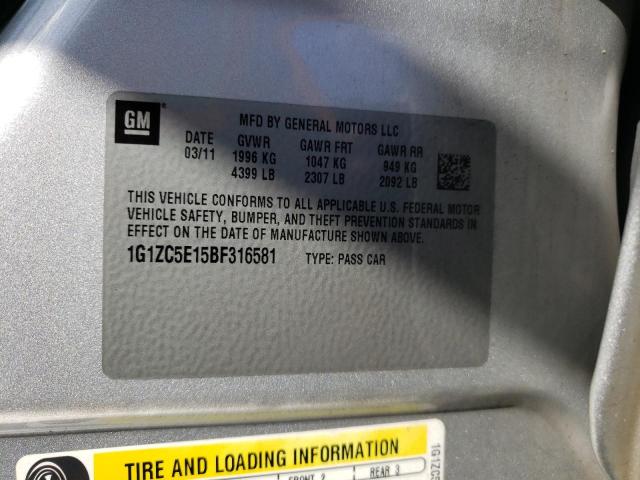 GM
MFD BY GENERAL MOTORS LLC
DATE GVWR GAWR FRT GAWR RR
03/11 1996 KG 1047 KG 949 KG
4399 LB 2307 LB 2092 LB
THIS VEHICLE CONFORMS TO ALL APPLICABLE U.S. FEDERAL MOTOR
VEHICLE SAFETY, BUMPER, AND THEFT PREVENTION STANDARDS IN
EFFECT ON THE DATE OF MANUFACTURE SHOWN ABOVE.
1G1ZC5E15BF316581 TYPE: PASS CAR
TIRE AND LOADING INFORMATION
FRONT 2 REAR 3